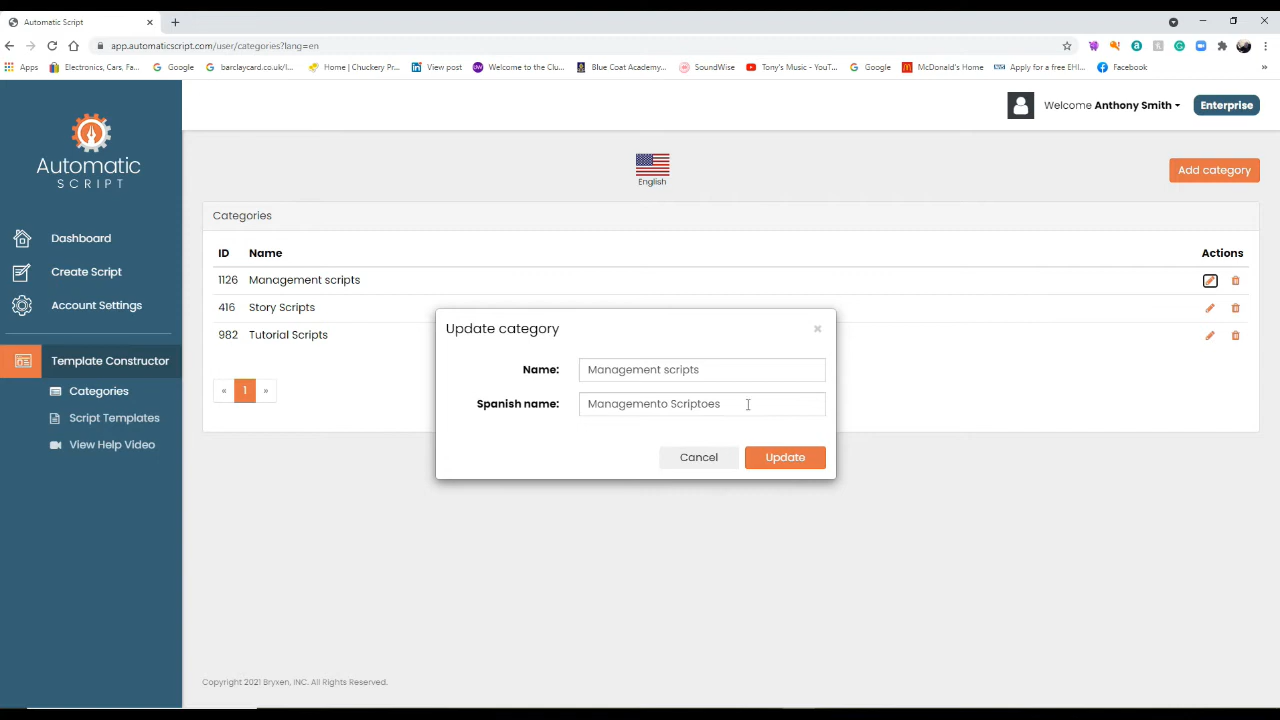 Automatic Script
app.automaticscript.com/user/categories?lang=en
Apps
Electronics, Cars, Fa...
Google
barclaycard.co.uk/l...
Home | Chuckery Pr...
View post
Welcome to the Clu...
Blue Coat Academy...
SoundWise
Tony's Music - YouT...
Google
McDonald's Home
Apply for a free EHI...
Facebook
Automatic
SCRIPT
Welcome Anthony Smith
Enterprise
English
Add category
Dashboard
Create Script
Account Settings
Template Constructor
Categories
Script Templates
View Help Video
Categories
ID Name Actions
1126 Management scripts
416 Story Scripts
982 Tutorial Scripts
« 1 »
Update category
×
Name: Management scripts
Spanish name: Managemento Scriptoes
Cancel Update
Copyright 2021 Bryxen, INC. All Rights Reserved.